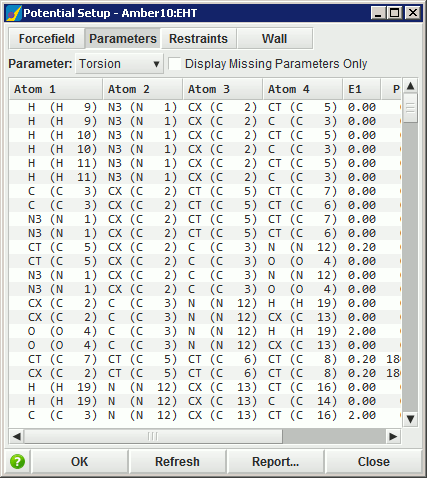 Potential Setup - Amber10:EHT
Forcefield Parameters Restraints Wall
Parameter: Torsion Display Missing Parameters Only
Atom 1 Atom 2 Atom 3 Atom 4 E1 P
H (H 9) N3 (N 1) CX (C 2) CT (C 5) 0.00
H (H 9) N3 (N 1) CX (C 2) C (C 3) 0.00
H (H 10) N3 (N 1) CX (C 2) CT (C 5) 0.00
H (H 10) N3 (N 1) CX (C 2) C (C 3) 0.00
H (H 11) N3 (N 1) CX (C 2) CT (C 5) 0.00
H (H 11) N3 (N 1) CX (C 2) C (C 3) 0.00
C (C 3) CX (C 2) CT (C 5) CT (C 7) 0.00
C (C 3) CX (C 2) CT (C 5) CT (C 6) 0.00
N3 (N 1) CX (C 2) CT (C 5) CT (C 7) 0.00
N3 (N 1) CX (C 2) CT (C 5) CT (C 6) 0.00
CT (C 5) CX (C 2) C (C 3) N (N 12) 0.20
CT (C 5) CX (C 2) C (C 3) O (O 4) 0.00
N3 (N 1) CX (C 2) C (C 3) N (N 12) 0.00
N3 (N 1) CX (C 2) C (C 3) O (O 4) 0.00
CX (C 2) C (C 3) N (N 12) H (H 19) 0.00
CX (C 2) C (C 3) N (N 12) CX (C 13) 0.00
O (O 4) C (C 3) N (N 12) H (H 19) 2.00
O (O 4) C (C 3) N (N 12) CX (C 13) 0.00
CT (C 7) CT (C 5) CT (C 6) CT (C 8) 0.20 18
CX (C 2) CT (C 5) CT (C 6) CT (C 8) 0.20 18
H (H 19) N (N 12) CX (C 13) CT (C 16) 0.00
H (H 19) N (N 12) CX (C 13) C (C 14) 0.00
C (C 3) N (N 12) CX (C 13) CT (C 16) 2.00
? OK Refresh Report... Close